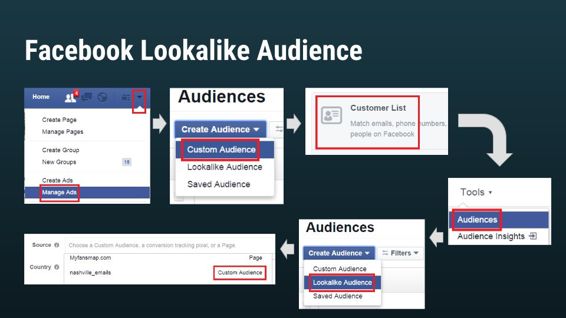 Facebook Lookalike Audience
Home
4
Create Page
Manage Pages
Create Group
New Groups 18
Create Ads
Manage Ads
Audiences
Create Audience
Custom Audience
Lookalike Audience
Saved Audience
Customer List
Match emails, phone numbers,
people on Facebook
Tools
Audiences
Audience Insights
Audiences
Create Audience Filters
Custom Audience
Lookalike Audience
Saved Audience
Source Choose a Custom Audience, a conversion tracking pixel, or a Page.
Myfansmap.com Page
Country
nashville_emails Custom Audience